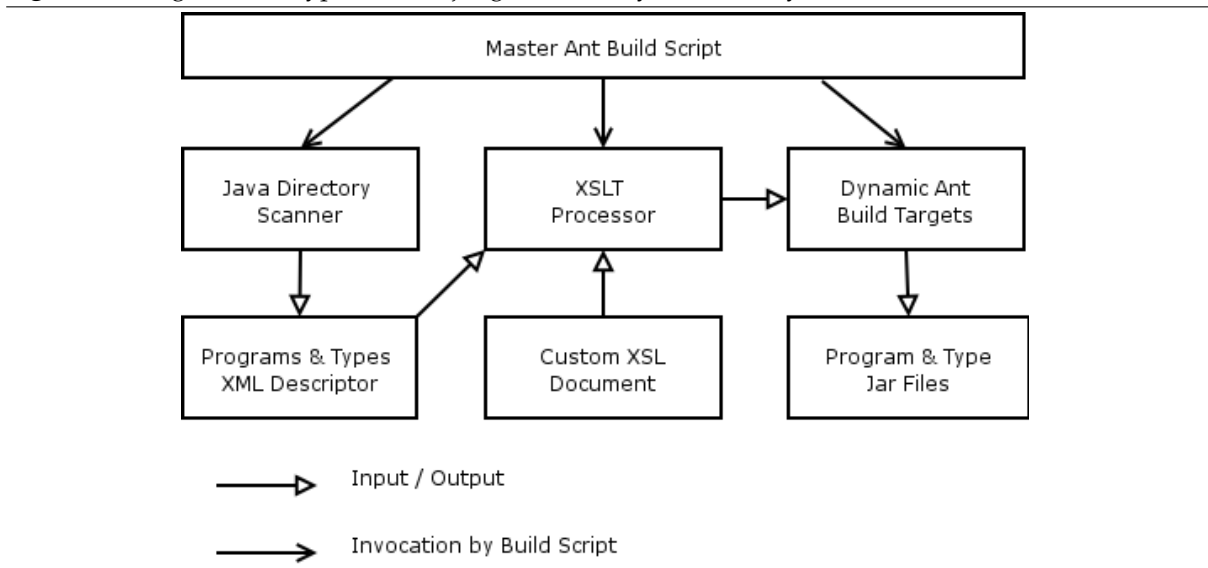 Master Ant Build Script
Java Directory
Scanner
XSLT
Processor
Dynamic Ant
Build Targets
Programs & Types
XML Descriptor
Custom XSL
Document
Program & Type
Jar Files
Input / Output
Invocation by Build Script